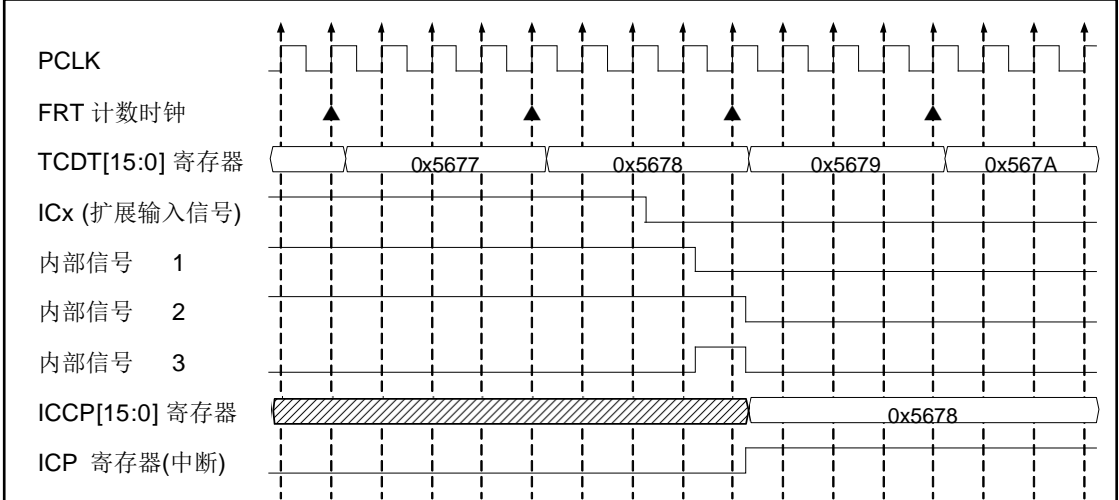 PCLK
FRT 计数时钟
TCDT[15:0] 寄存器 0x5677 0x5678 0x5679 0x567A
ICx (扩展输入信号)
内部信号 1
内部信号 2
内部信号 3
ICCP[15:0] 寄存器 0x5678
ICP 寄存器(中断)